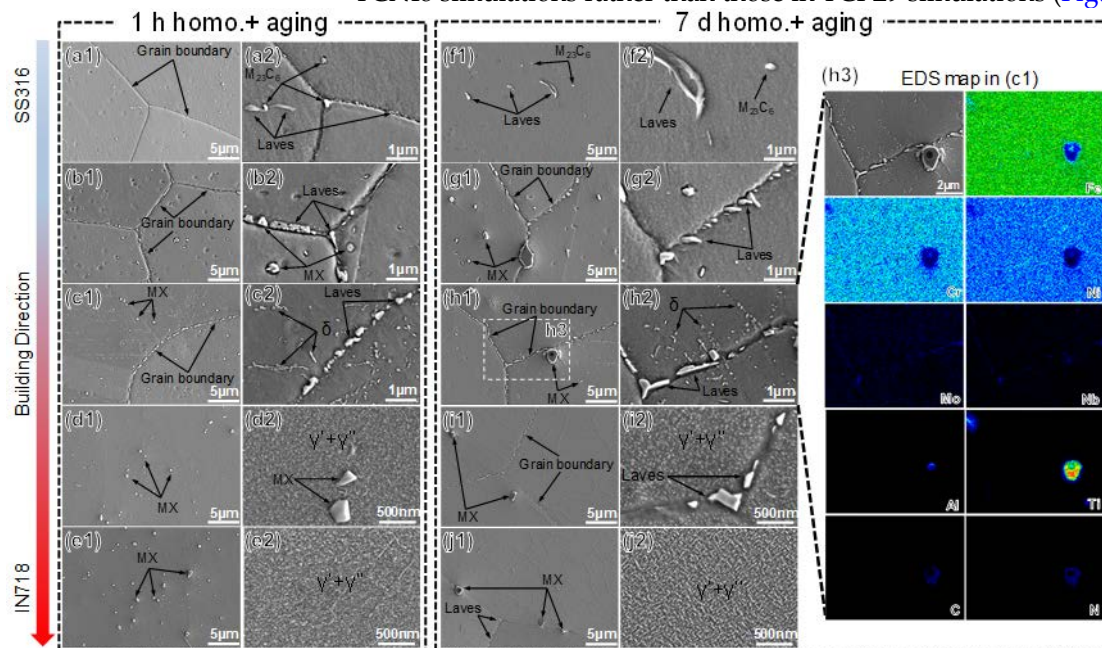 TCNI8 simulations rather than those in TCFE9 simulations (Fig.
1 h homo.+ aging
7 d homo.+ aging
SS316
Building Direction
IN718
(a1)
Grain boundary
5μm
(a2)
M23C6
Laves
1μm
(f1)
M23C6
Laves
5μm
(f2)
Laves
M23C6
1μm
(h3)
EDS map in (c1)
2μm
Fe
(b1)
Grain boundary
5μm
(b2)
Laves
MX
1μm
(g1)
Grain boundary
MX
5μm
(g2)
Laves
1μm
Cr
Ni
(c1)
MX
Grain boundary
5μm
(c2)
Laves
δ
1μm
(h1)
Grain boundary
h3
MX
5μm
(h2)
δ
Laves
1μm
Mo
Nb
(d1)
MX
5μm
(d2)
γ'+γ''
MX
500nm
(i1)
Grain boundary
MX
5μm
(i2)
γ'+γ''
Laves
500nm
Al
Ti
(e1)
MX
5μm
(e2)
γ'+γ''
500nm
(j1)
MX
Laves
5μm
(j2)
γ'+γ''
500nm
C
N